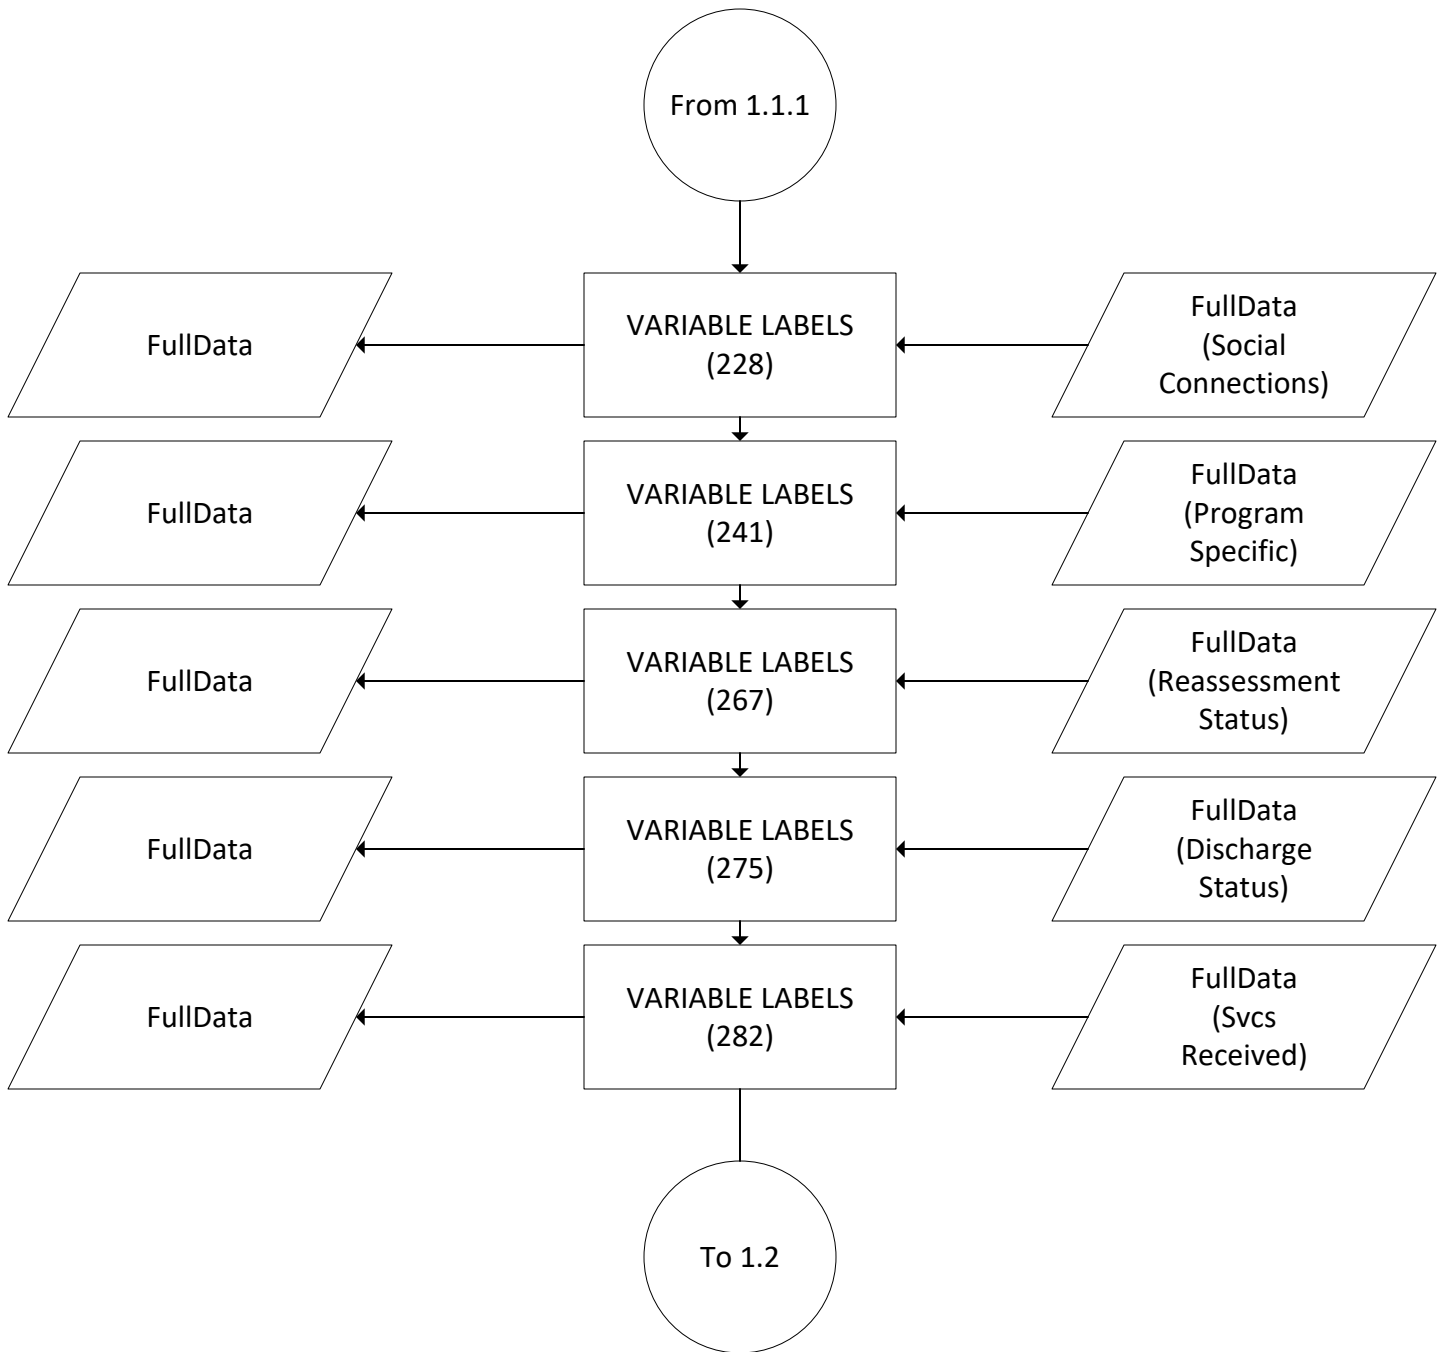 From 1.1.1
FullData
VARIABLE LABELS
(228)
FullData
(Social
Connections)
FullData
VARIABLE LABELS
(241)
FullData
(Program
Specific)
FullData
VARIABLE LABELS
(267)
FullData
(Reassessment
Status)
FullData
VARIABLE LABELS
(275)
FullData
(Discharge
Status)
FullData
VARIABLE LABELS
(282)
FullData
(Svcs
Received)
To 1.2